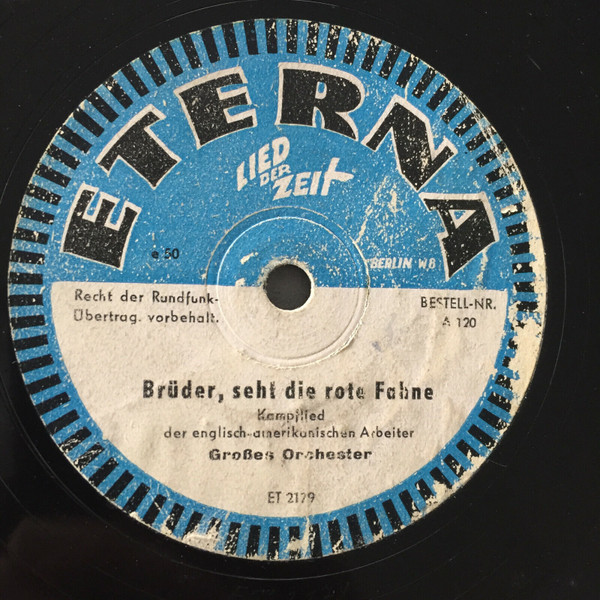 ETERNA
LIED
DER
ZEIT
e 50
BERLIN W8
Recht der Rundfunk-
Übertrag. vorbehalt.
BESTELL-NR.
A 120
Brüder, seht die rote Fahne
Kampflied
der englisch-amerikanischen Arbeiter
Großes Orchester
ET 2129